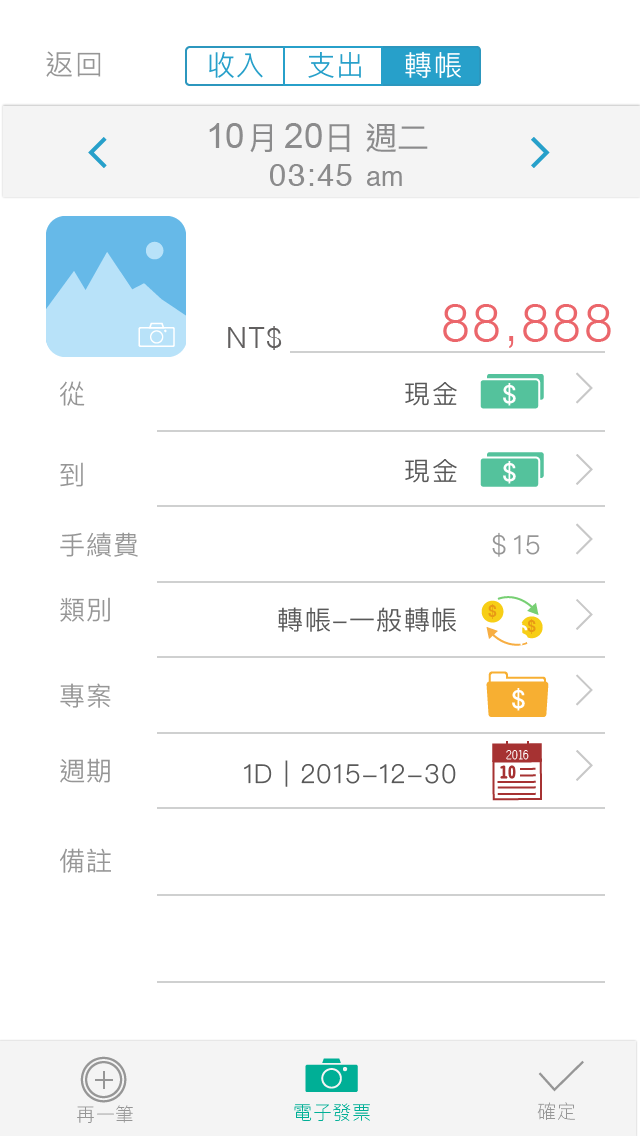 返回
收入 支出 轉帳
10月20日 週二
03:45 am
NT$ 88,888
從 現金 $
到 現金 $
手續費 $15
類別 轉帳–一般轉帳 $ $
專案 $
週期 1D | 2015–12–30 2016 10
備註
再一筆 電子發票 確定